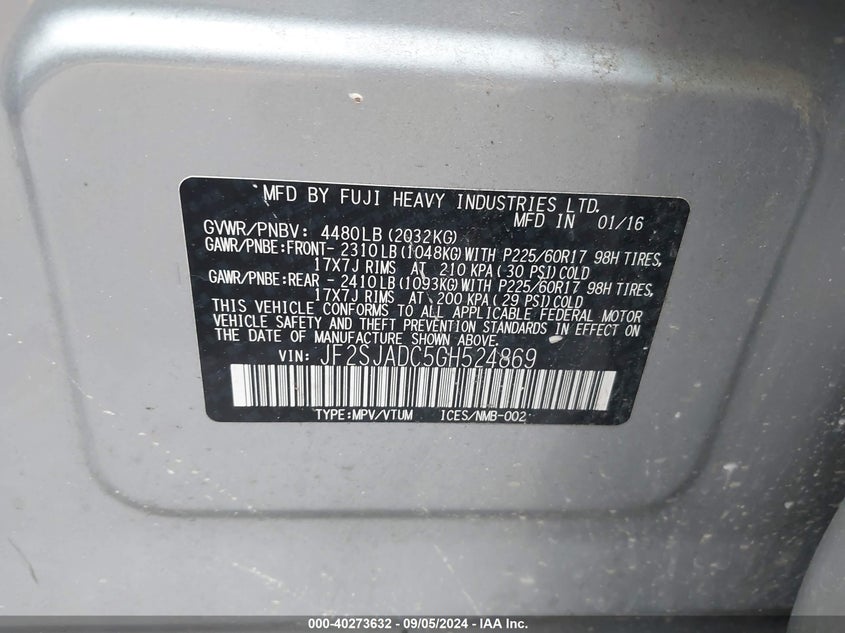 MFD BY FUJI HEAVY INDUSTRIES LTD.
MFD IN 01/16
GVWR/PNBV: 4480LB(2032KG)
GAWR/PNBE:FRONT- 2310LB(1048KG)WITH P225/60R17 98H TIRES,
17X7J RIMS AT 210 KPA( 30 PSI)COLD
GAWR/PNBE:REAR - 2410LB(1093KG)WITH P225/60R17 98H TIRES,
17X7J RIMS AT 200 KPA( 29 PSI)COLD
THIS VEHICLE CONFORMS TO ALL APPLICABLE FEDERAL MOTOR
VEHICLE SAFETY AND THEFT PREVENTION STANDARDS IN EFFECT ON
THE DATE OF MANUFACTURE SHOWN ABOVE.
VIN: JF2SJADC5GH524869
TYPE:MPV/VTUM ICES/NMB-002
000-40273632 - 09/05/2024 - IAA Inc.